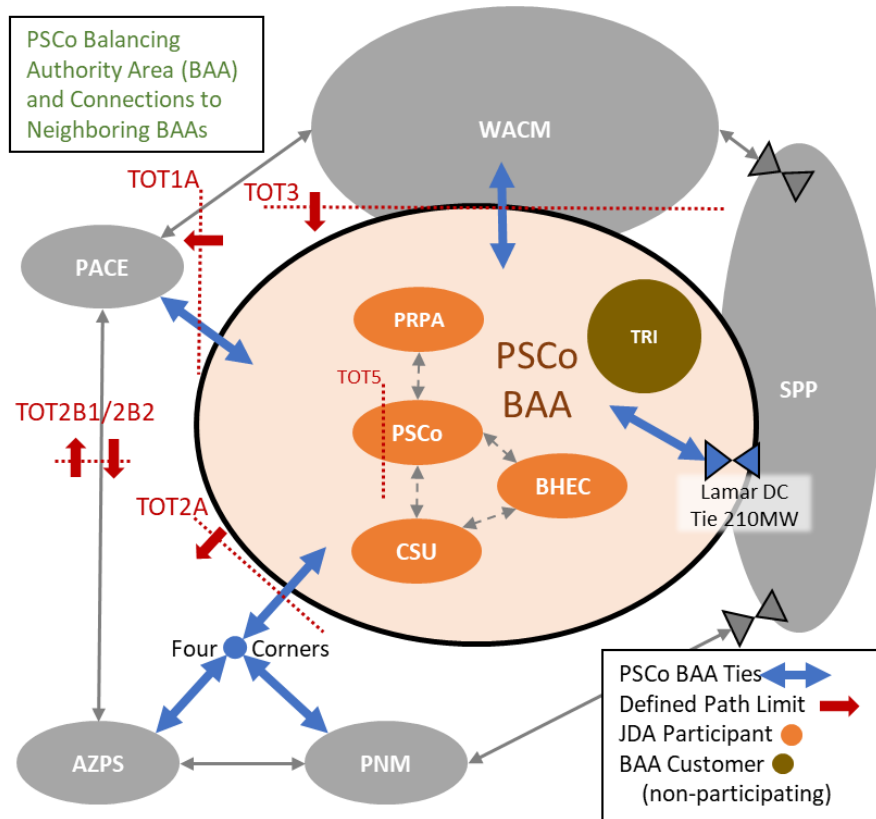 PSCo Balancing
Authority Area (BAA)
and Connections to
Neighboring BAAs
WACM
TOT1A
TOT3
PACE
PRPA
TRI
PSCo
BAA
TOT5
SPP
TOT2B1/2B2
PSCo
BHEC
Lamar DC
Tie 210MW
TOT2A
CSU
Four Corners
AZPS
PNM
PSCo BAA Ties
Defined Path Limit
JDA Participant
BAA Customer
(non-participating)